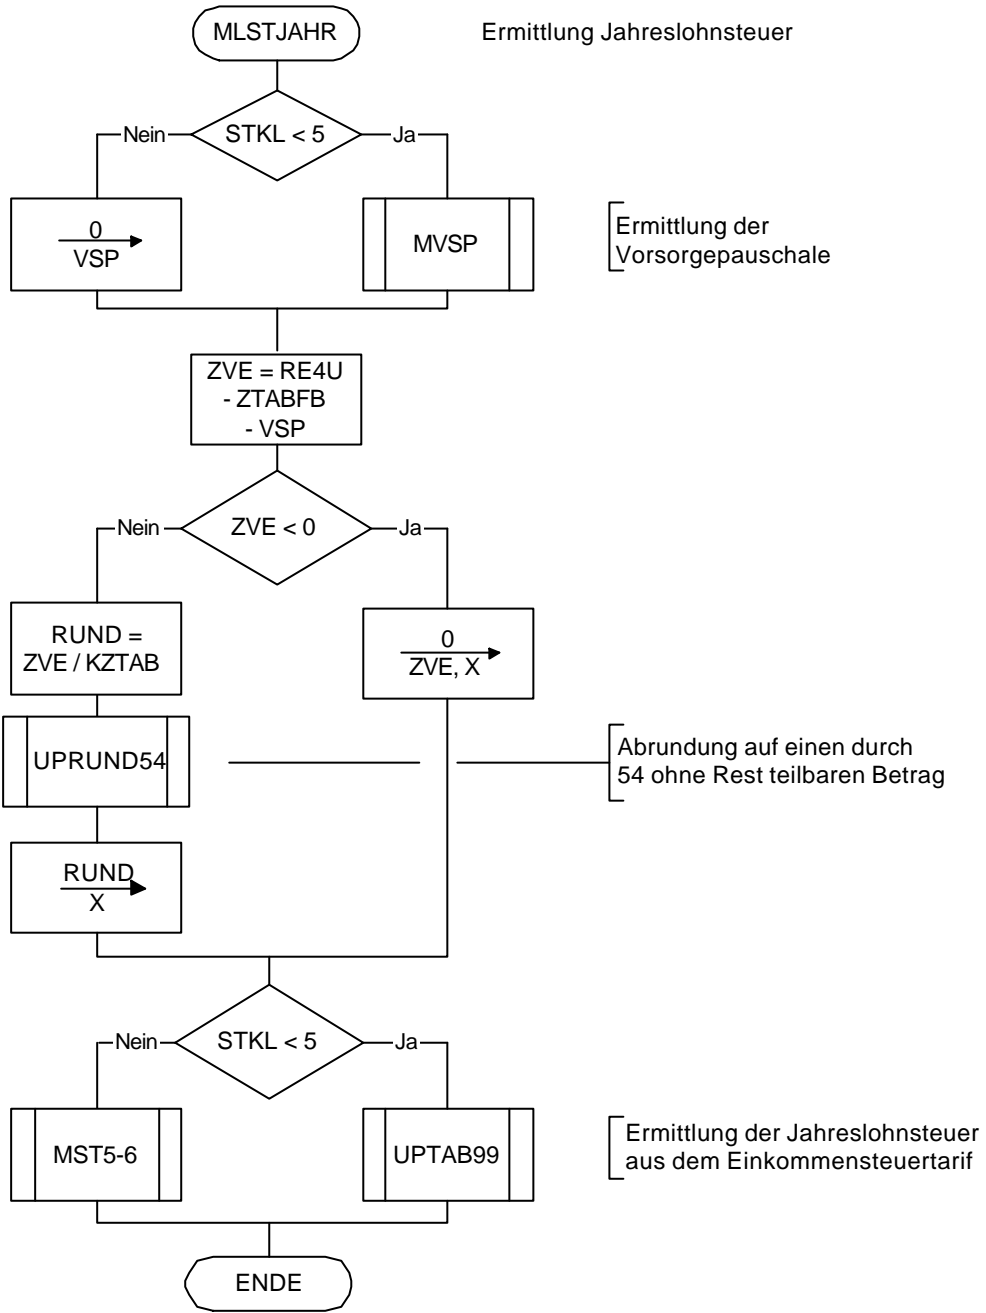 MLSTJAHR
Ermittlung Jahreslohnsteuer
Nein
STKL < 5
Ja
0
VSP
MVSP
Ermittlung der
Vorsorgepauschale
ZVE = RE4U
- ZTABFB
- VSP
Nein
ZVE < 0
Ja
RUND =
ZVE / KZTAB
0
ZVE, X
UPRUND54
Abrundung auf einen durch
54 ohne Rest teilbaren Betrag
RUND
X
Nein
STKL < 5
Ja
MST5-6
UPTAB99
Ermittlung der Jahreslohnsteuer
aus dem Einkommensteuertarif
ENDE